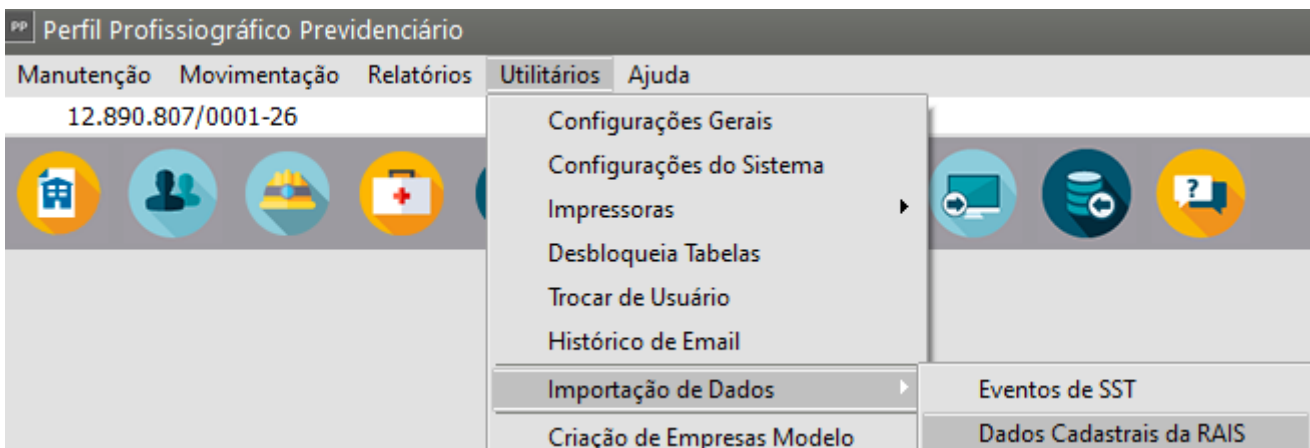 PP Perfil Profissiográfico Previdenciário
Manutenção Movimentação Relatórios Utilitários Ajuda
12.890.807/0001-26
Configurações Gerais
Configurações do Sistema
Impressoras
Desbloqueia Tabelas
Trocar de Usuário
Histórico de Email
Importação de Dados
Eventos de SST
Criação de Empresas Modelo
Dados Cadastrais da RAIS